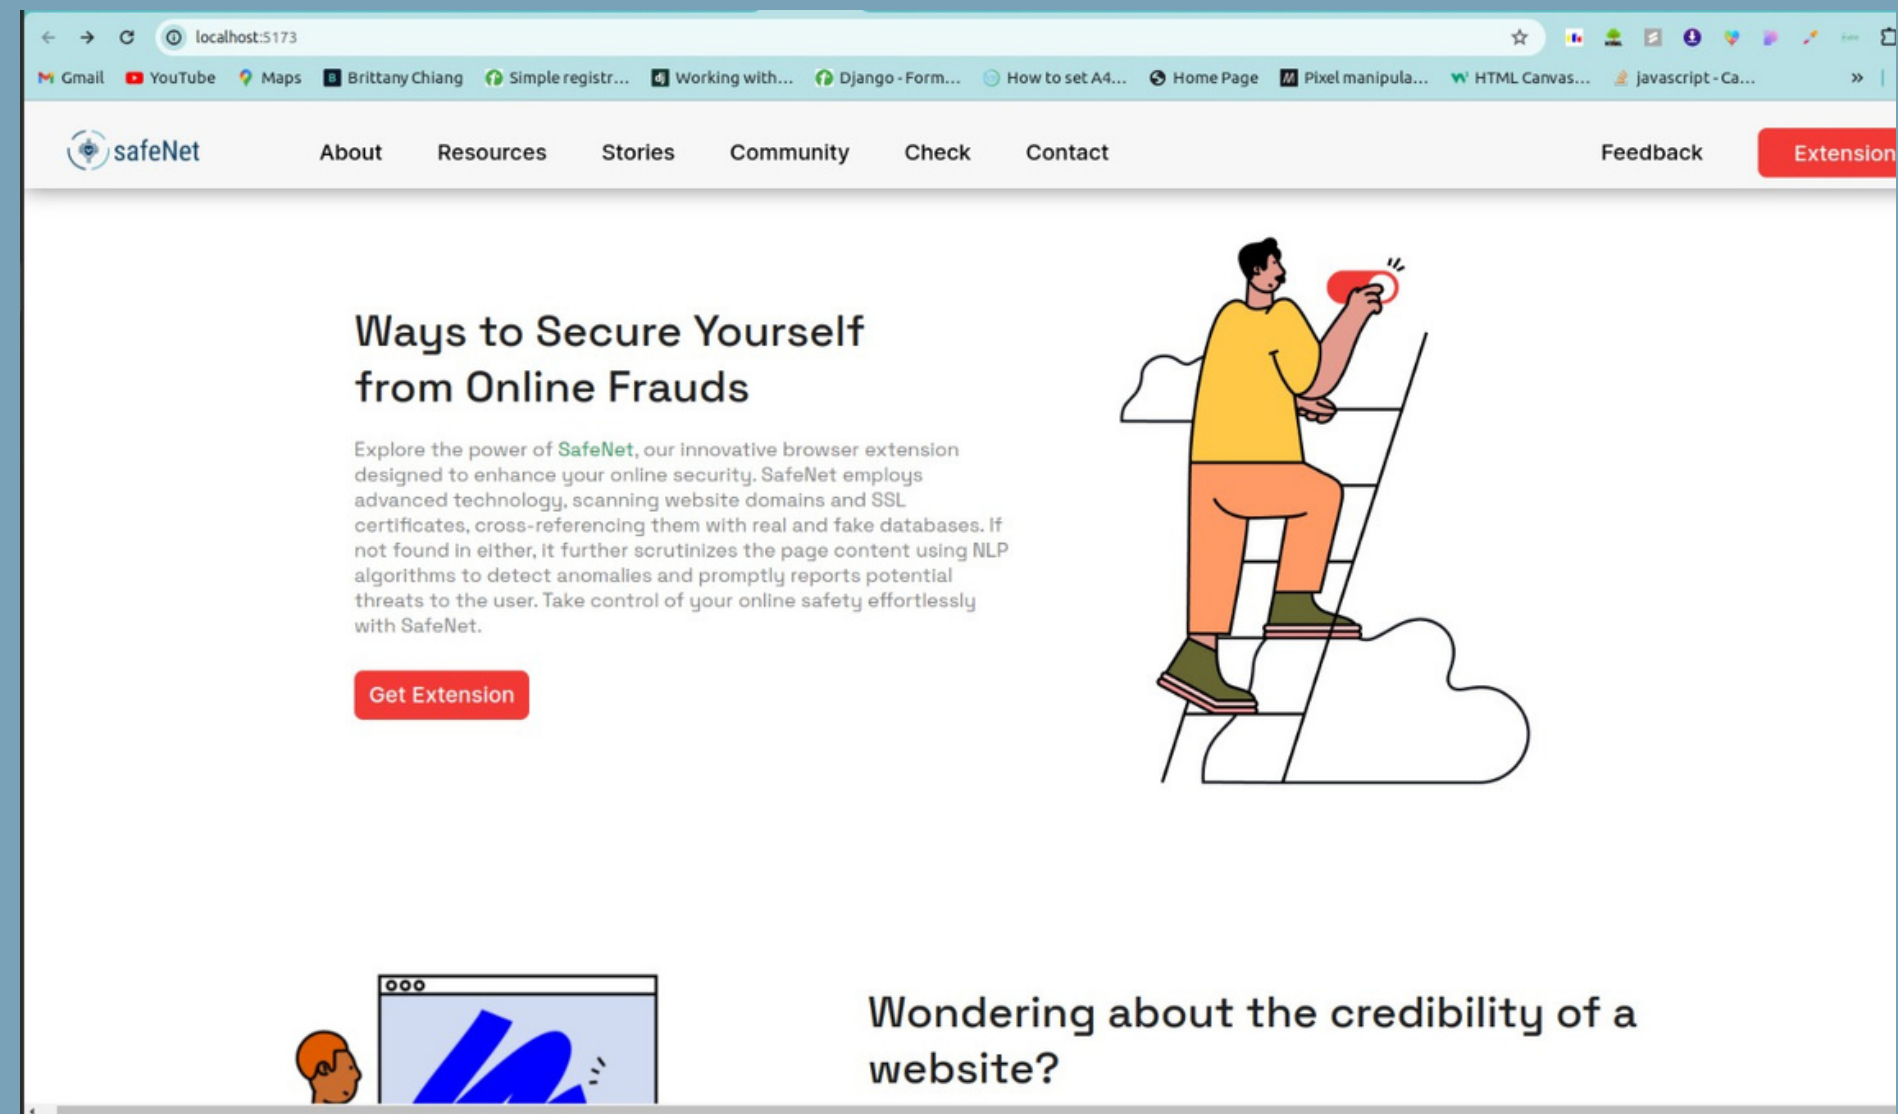 localhost:5173
Gmail YouTube Maps Brittany Chiang Simple registr... Working with... Django - Form... How to set A4... Home Page Pixel manipula... HTML Canvas... javascript - Ca... »
safeNet About Resources Stories Community Check Contact Feedback Extension
Ways to Secure Yourself
from Online Frauds
Explore the power of SafeNet, our innovative browser extension
designed to enhance your online security. SafeNet employs
advanced technology, scanning website domains and SSL
certificates, cross-referencing them with real and fake databases. If
not found in either, it further scrutinizes the page content using NLP
algorithms to detect anomalies and promptly reports potential
threats to the user. Take control of your online safety effortlessly
with SafeNet.
Get Extension
Wondering about the credibility of a
website?